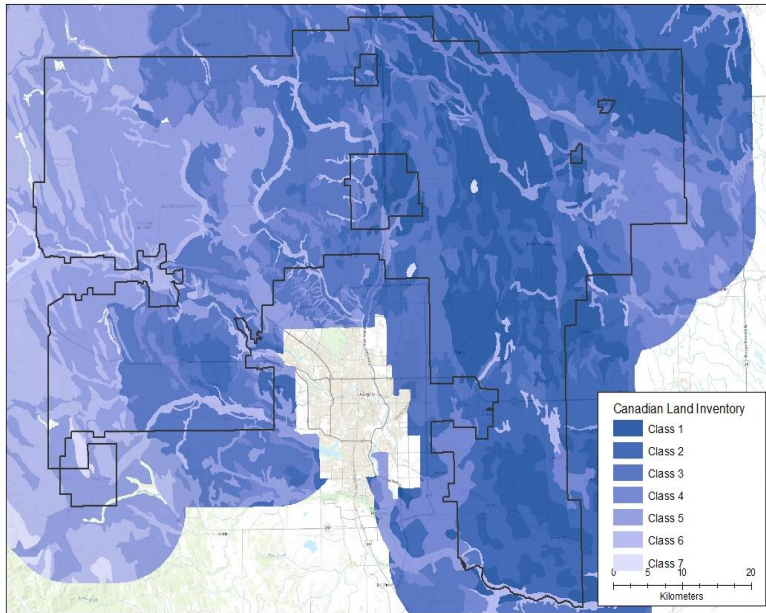 Calgary
Canadian Land Inventory
Class 1
Class 2
Class 3
Class 4
Class 5
Class 6
Class 7
0 5 10 20
Kilometers